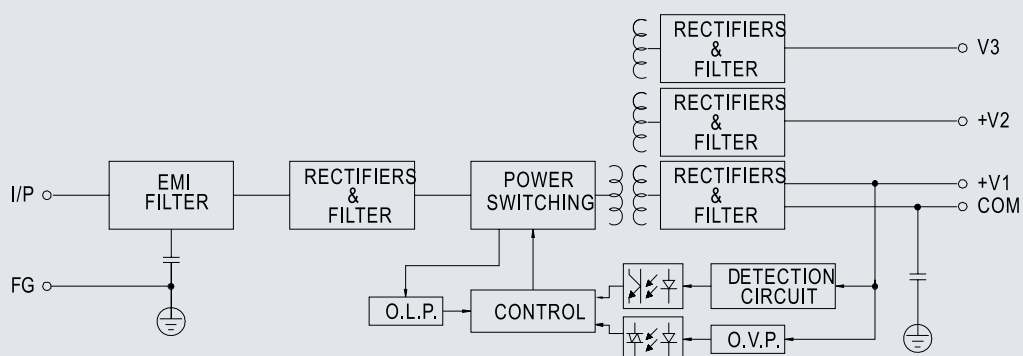 RECTIFIERS
&
FILTER
V3
RECTIFIERS
&
FILTER
+V2
I/P
EMI
FILTER
RECTIFIERS
&
FILTER
POWER
SWITCHING
RECTIFIERS
&
FILTER
+V1
COM
FG
O.L.P.
CONTROL
DETECTION
CIRCUIT
O.V.P.